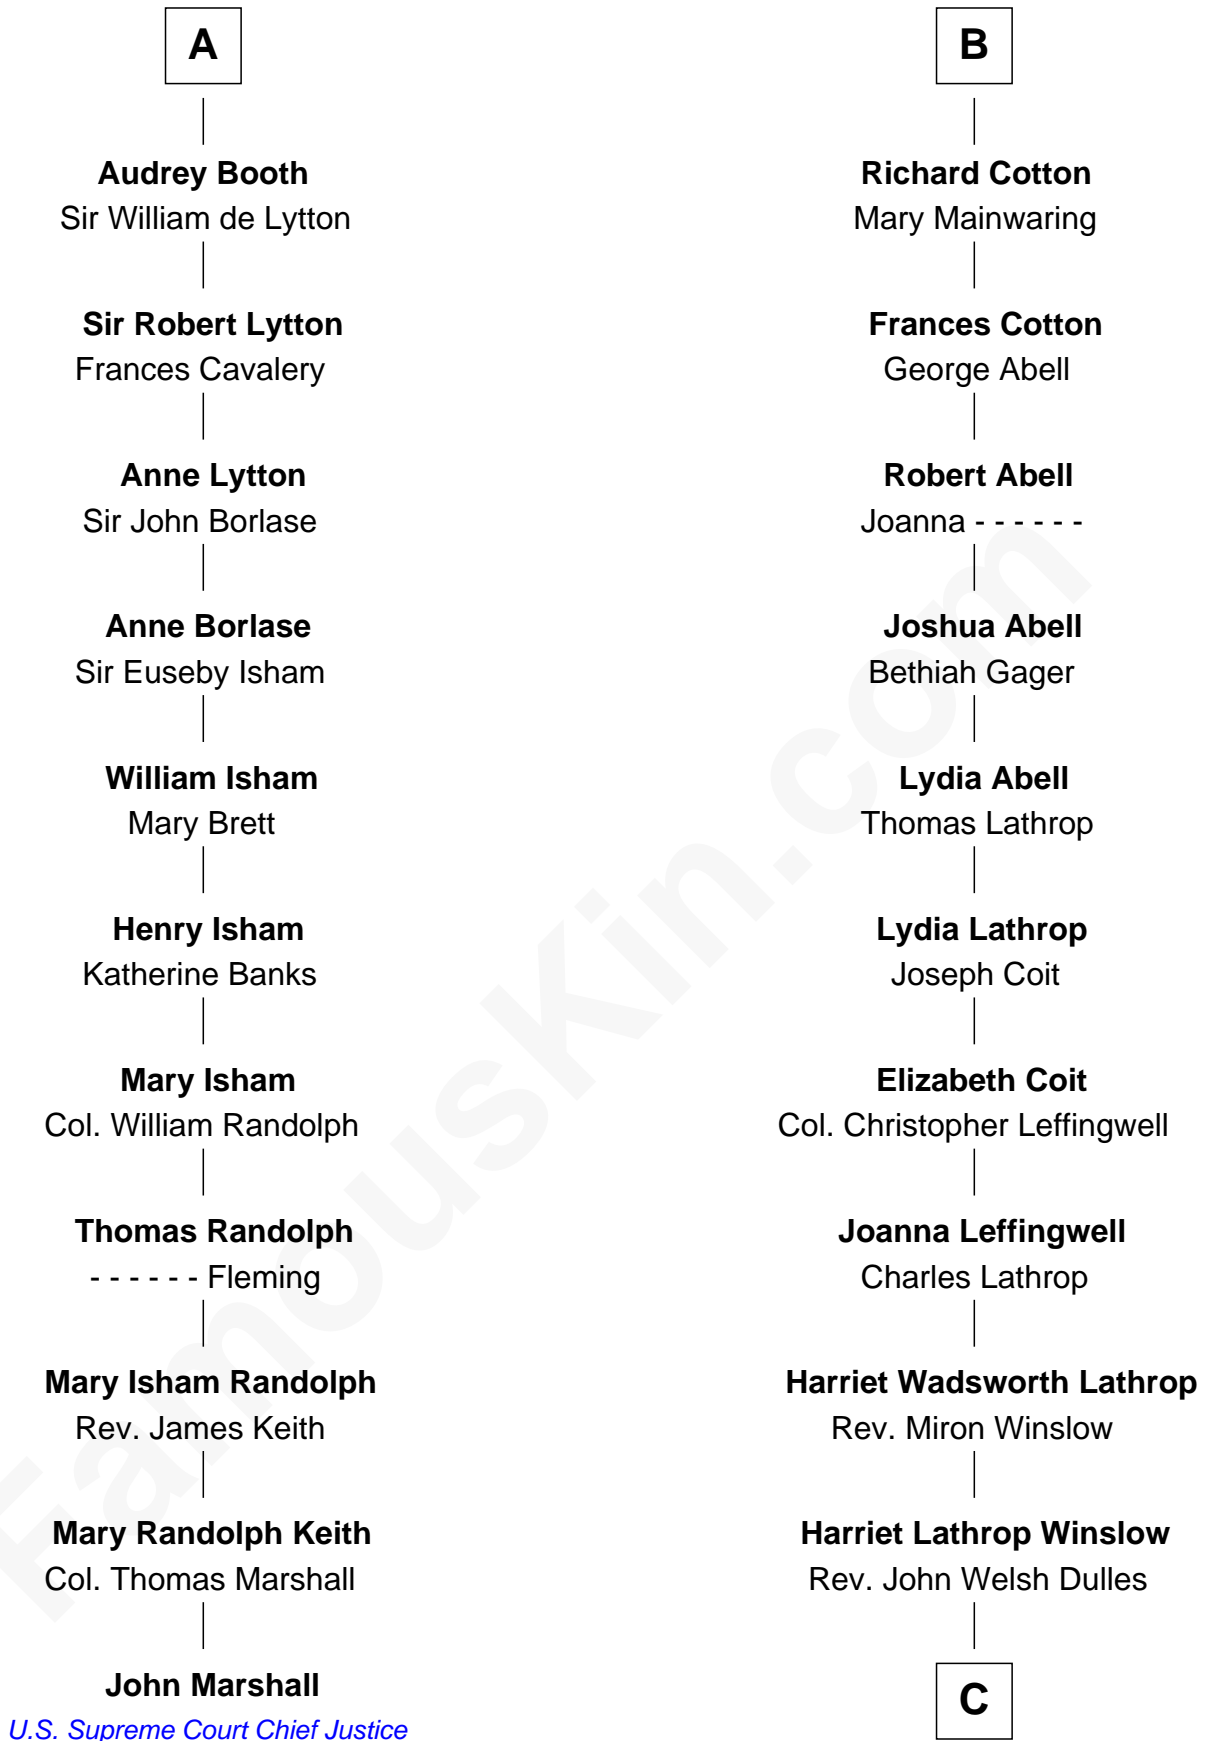 A
Audrey Booth
Sir William de Lytton
Sir Robert Lytton
Frances Cavalery
Anne Lytton
Sir John Borlase
Anne Borlase
Sir Euseby Isham
William Isham
Mary Brett
Henry Isham
Katherine Banks
Mary Isham
Col. William Randolph
Thomas Randolph
- - - - - - Fleming
Mary Isham Randolph
Rev. James Keith
Mary Randolph Keith
Col. Thomas Marshall
John Marshall
U.S. Supreme Court Chief Justice
B
Richard Cotton
Mary Mainwaring
Frances Cotton
George Abell
Robert Abell
Joanna - - - - - -
Joshua Abell
Bethiah Gager
Lydia Abell
Thomas Lathrop
Lydia Lathrop
Joseph Coit
Elizabeth Coit
Col. Christopher Leffingwell
Joanna Leffingwell
Charles Lathrop
Harriet Wadsworth Lathrop
Rev. Miron Winslow
Harriet Lathrop Winslow
Rev. John Welsh Dulles
C
FamousKin.com